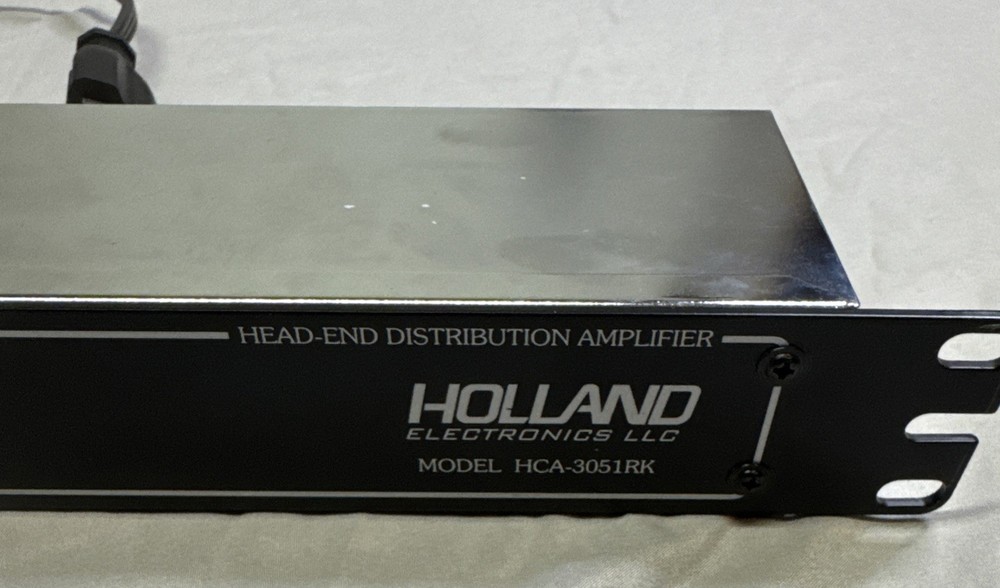 HEAD-END DISTRIBUTION AMPLIFIER
HOLLAND
ELECTRONICS LLC
MODEL HCA-3051RK